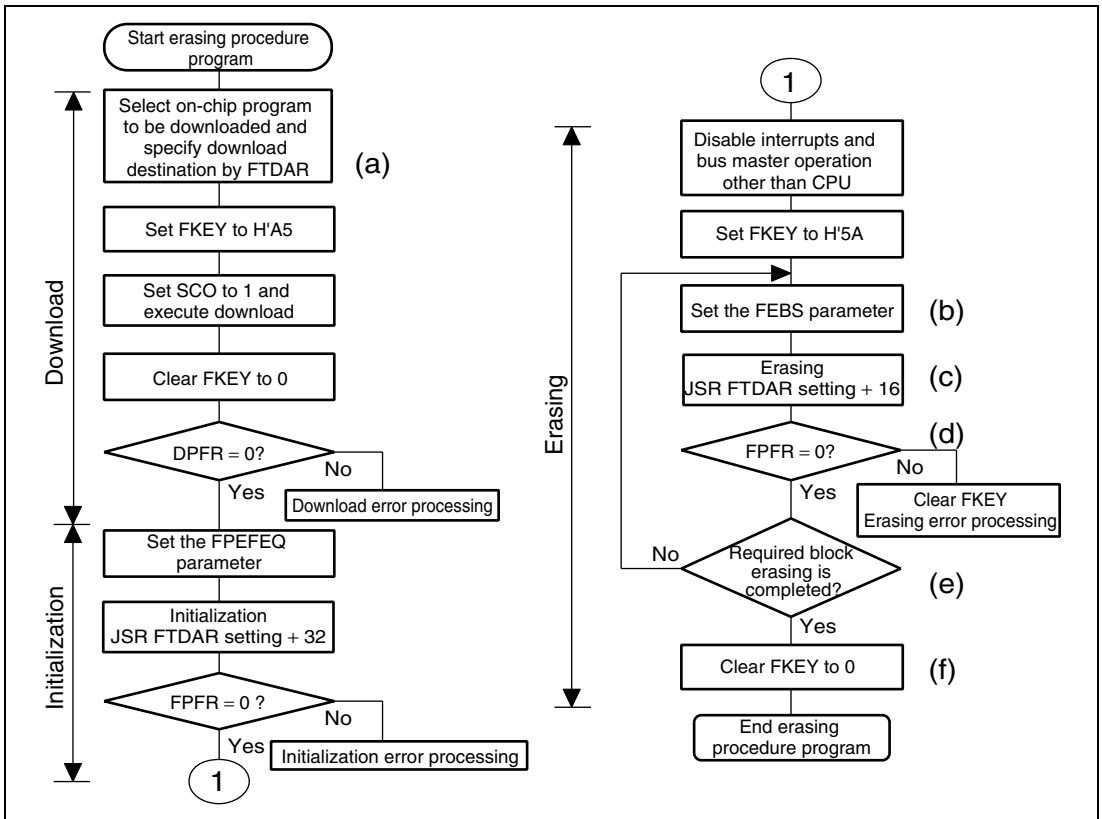 Start erasing procedure
program
Select on-chip program
to be downloaded and
specify download
destination by FTDAR
(a)
Set FKEY to H'A5
Set SCO to 1 and
execute download
Clear FKEY to 0
DPFR = 0?
No
Yes
Download error processing
Download
Set the FPEFEQ
parameter
Initialization
JSR FTDAR setting + 32
FPFR = 0 ?
No
Yes
Initialization error processing
Initialization
1
1
Disable interrupts and
bus master operation
other than CPU
Set FKEY to H'5A
Set the FEBS parameter
(b)
Erasing
JSR FTDAR setting + 16
(c)
(d)
FPFR = 0?
No
Yes
Clear FKEY
Erasing error processing
No
Required block
erasing is
completed?
(e)
Yes
Clear FKEY to 0
(f)
Erasing
End erasing
procedure program